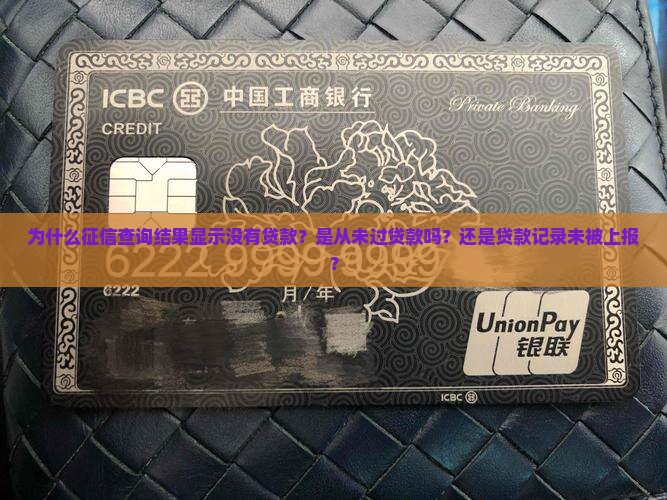 ICBC 中国工商银行
Private Banking
CREDIT
为什么征信查询结果显示没有贷款？是从未过贷款吗？还是贷款记录未被上报
？
6222
月/年
UnionPay
银联
ICBC